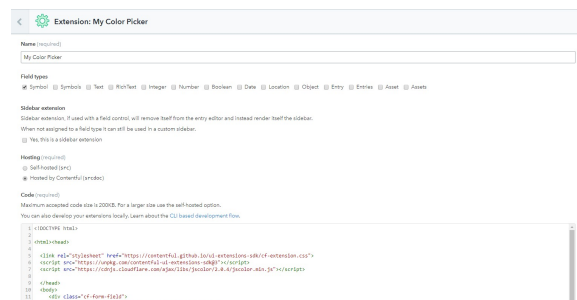 Extension: My Color Picker
Name (required)
My Color Picker
Field types
Symbol Symbols Text RichText Integer Number Boolean Date Location Object Entry Entries Asset Assets
Sidebar extension
Sidebar extension, if used with a field control, will remove itself from the entry editor and instead render itself the sidebar.
When not assigned to a field type it can still be used in a custom sidebar.
Yes, this is a sidebar extension
Hosting (required)
Self-hosted (src)
Hosted by Contentful (srcdoc)
Code (required)
Maximum accepted code size is 200KB. For a larger size use the self-hosted option.
You can also develop your extensions locally. Learn about the CLI based development flow.
1 <!DOCTYPE html>
2
3 <html><head>
4
5 <link rel="stylesheet" href="https://contentful.github.io/ui-extensions-sdk/cf-extension.css">
6 <script src="https://unpkg.com/contentful-ui-extensions-sdk@3"></script>
7 <script src="https://cdnjs.cloudflare.com/ajax/libs/jscolor/2.0.4/jscolor.min.js"></script>
8
9 </head>
10 <body>
11 <div class="cf-form-field">